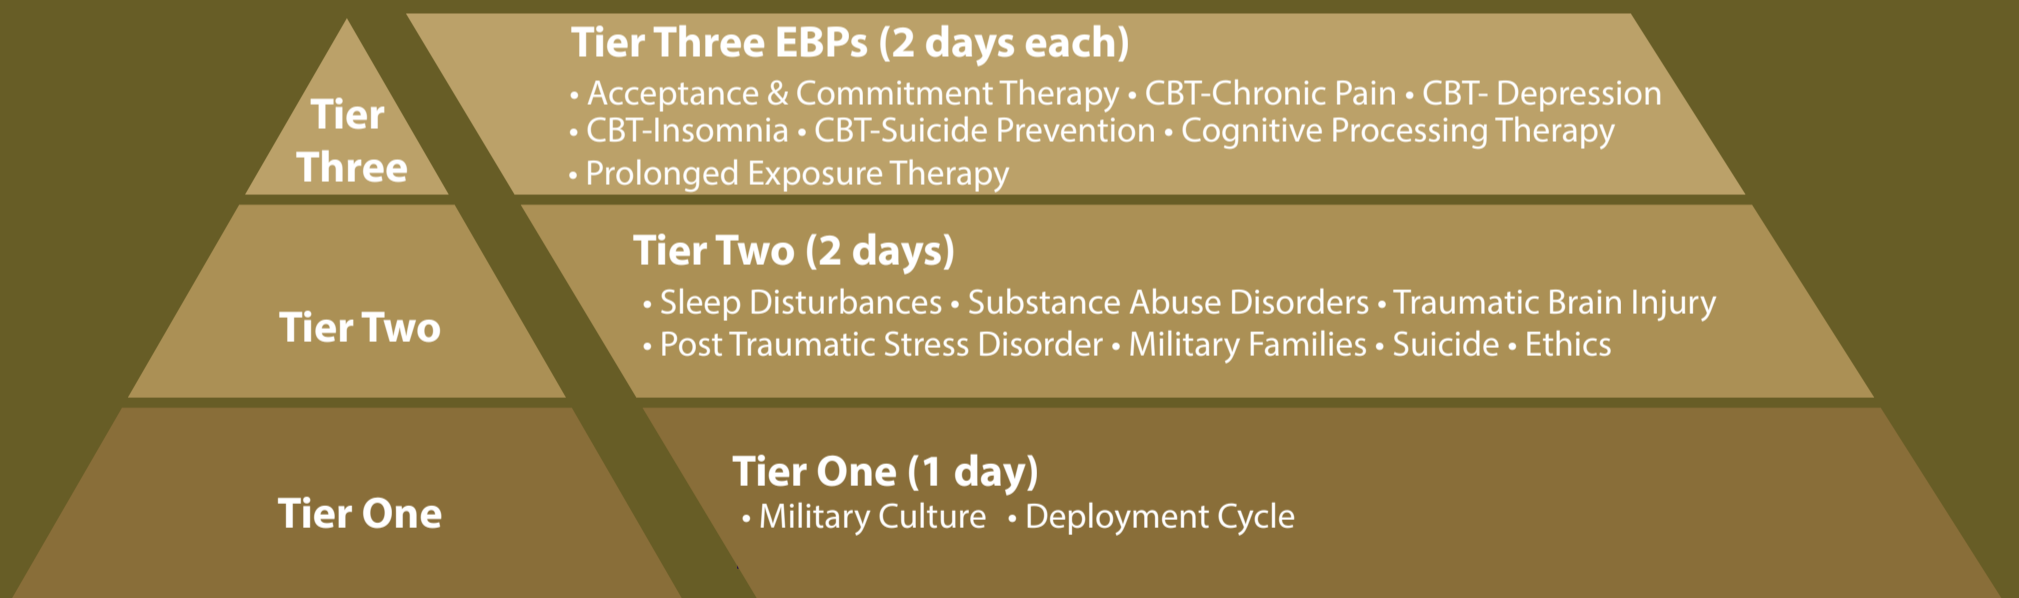 Tier
Three
Tier Three EBPs (2 days each)
• Acceptance & Commitment Therapy • CBT-Chronic Pain • CBT- Depression
• CBT-Insomnia • CBT-Suicide Prevention • Cognitive Processing Therapy
• Prolonged Exposure Therapy
Tier Two
Tier Two (2 days)
• Sleep Disturbances • Substance Abuse Disorders • Traumatic Brain Injury
• Post Traumatic Stress Disorder • Military Families • Suicide • Ethics
Tier One
Tier One (1 day)
• Military Culture • Deployment Cycle